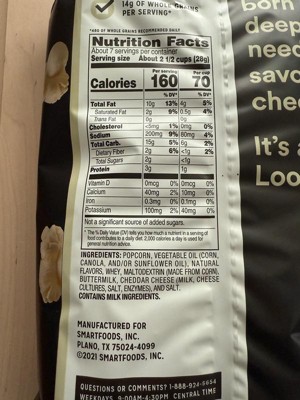 14g OF WHOLE GRAINS
PER SERVING*
*48g OF WHOLE GRAINS RECOMMENDED DAILY.
Nutrition Facts
About 7 servings per container
Serving size About 2 1/2 cups (28g)
Per serving Per cup
Calories 160 70
% DV* % DV*
Total Fat 10g 13% 4g 5%
Saturated Fat 2g 9% 0.5g 4%
Trans Fat 0g 0g
Cholesterol <5mg 1% 0mg 0%
Sodium 200mg 9% 80mg 4%
Total Carb. 15g 5% 6g 2%
Dietary Fiber 2g 6% <1g 2%
Total Sugars 2g <1g
Protein 3g 1g
Vitamin D 0mcg 0% 0mcg 0%
Calcium 40mg 2% 10mg 0%
Iron 0.3mg 0% 0.1mg 0%
Potassium 100mg 2% 40mg 0%
Not a significant source of added sugars.
* The % Daily Value (DV) tells you how much a nutrient in a serving of
food contributes to a daily diet. 2,000 calories a day is used for
general nutrition advice.
INGREDIENTS: POPCORN, VEGETABLE OIL (CORN,
CANOLA, AND/OR SUNFLOWER OIL), NATURAL
FLAVORS, WHEY, MALTODEXTRIN (MADE FROM CORN),
BUTTERMILK, CHEDDAR CHEESE (MILK, CHEESE
CULTURES, SALT, ENZYMES), AND SALT.
CONTAINS MILK INGREDIENTS.
MANUFACTURED FOR
SMARTFOODS, INC.
PLANO, TX 75024-4099
©2021 SMARTFOODS, INC.
QUESTIONS OR COMMENTS? 1-888-924-6654
WEEKDAYS 9:00AM-4:30PM CENTRAL TIME
born
deep
need
savo
che
It's a
Loo